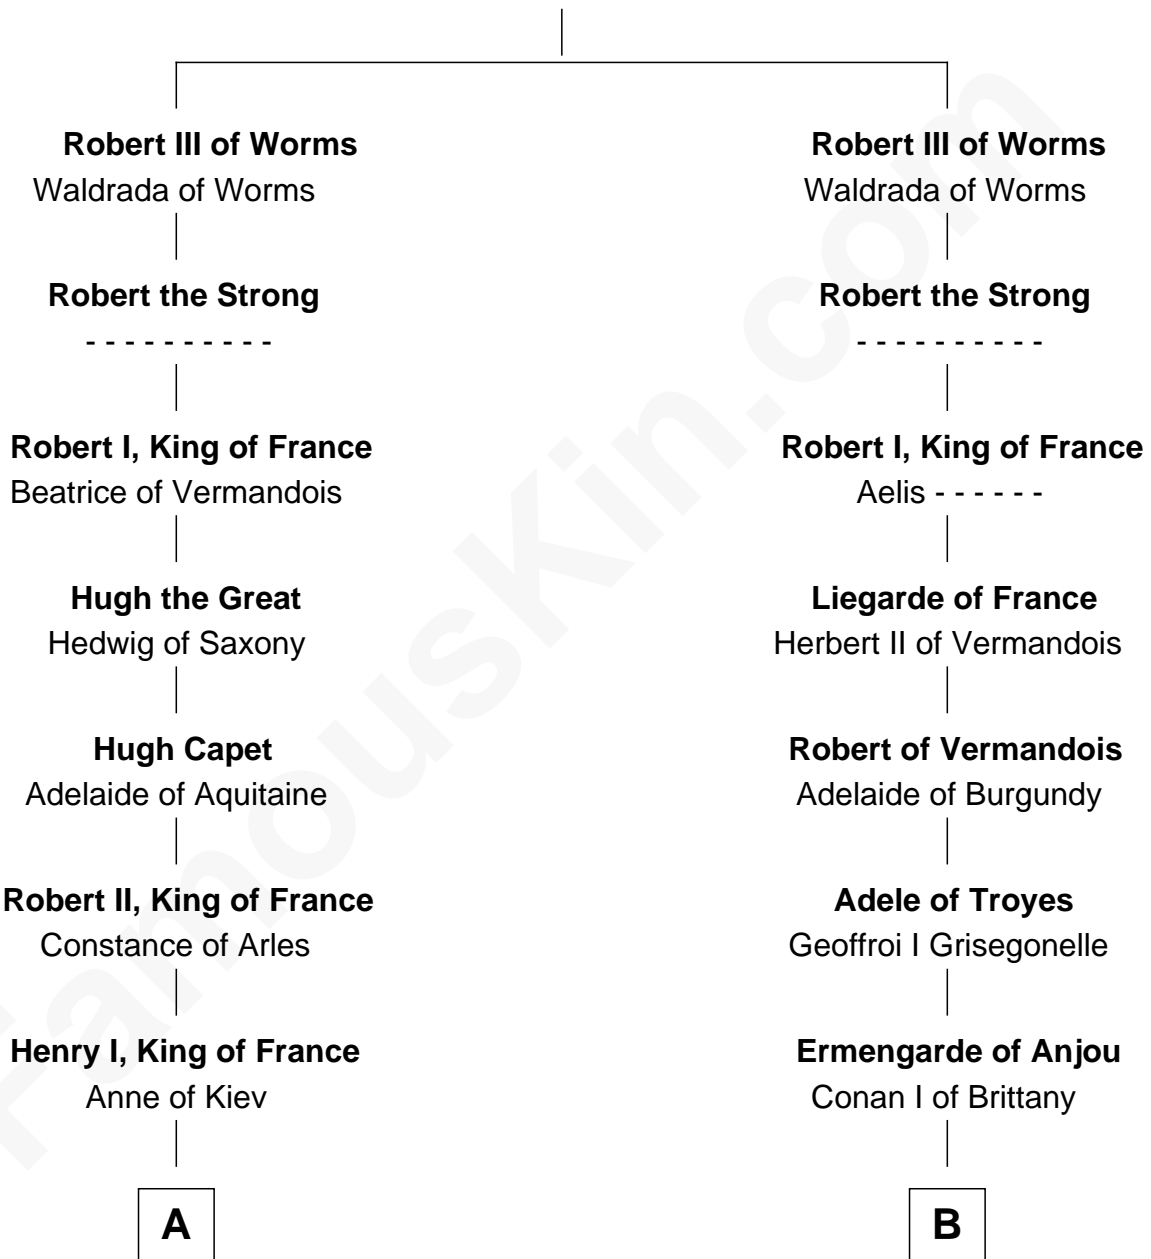 Robert III of Worms
Waldrada of Worms
Robert the Strong
- - - - - - - - - -
Robert I, King of France
Beatrice of Vermandois
Hugh the Great
Hedwig of Saxony
Hugh Capet
Adelaide of Aquitaine
Robert II, King of France
Constance of Arles
Henry I, King of France
Anne of Kiev
A
Robert III of Worms
Waldrada of Worms
Robert the Strong
- - - - - - - - - -
Robert I, King of France
Aelis - - - - - -
Liegarde of France
Herbert II of Vermandois
Robert of Vermandois
Adelaide of Burgundy
Adele of Troyes
Geoffroi I Grisegonelle
Ermengarde of Anjou
Conan I of Brittany
B
FamousKin.com